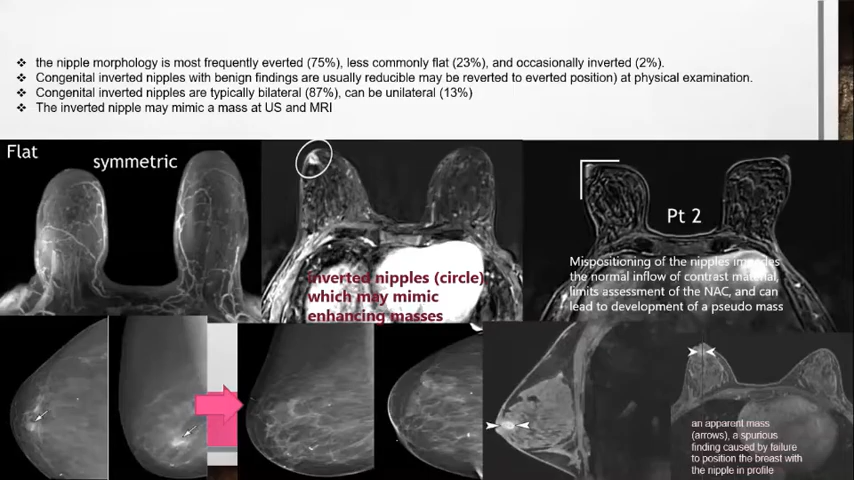 ❖ the nipple morphology is most frequently everted (75%), less commonly flat (23%), and occasionally inverted (2%).
❖ Congenital inverted nipples with benign findings are usually reducible may be reverted to everted position) at physical examination.
❖ Congenital inverted nipples are typically bilateral (87%), can be unilateral (13%)
❖ The inverted nipple may mimic a mass at US and MRI
Flat
symmetric
inverted nipples (circle)
which may mimic
enhancing masses
Pt 2
Mispositioning of the nipples impedes
the normal inflow of contrast material,
limits assessment of the NAC, and can
lead to development of a pseudo mass
an apparent mass
(arrows), a spurious
finding caused by failure
to position the breast with
the nipple in profile